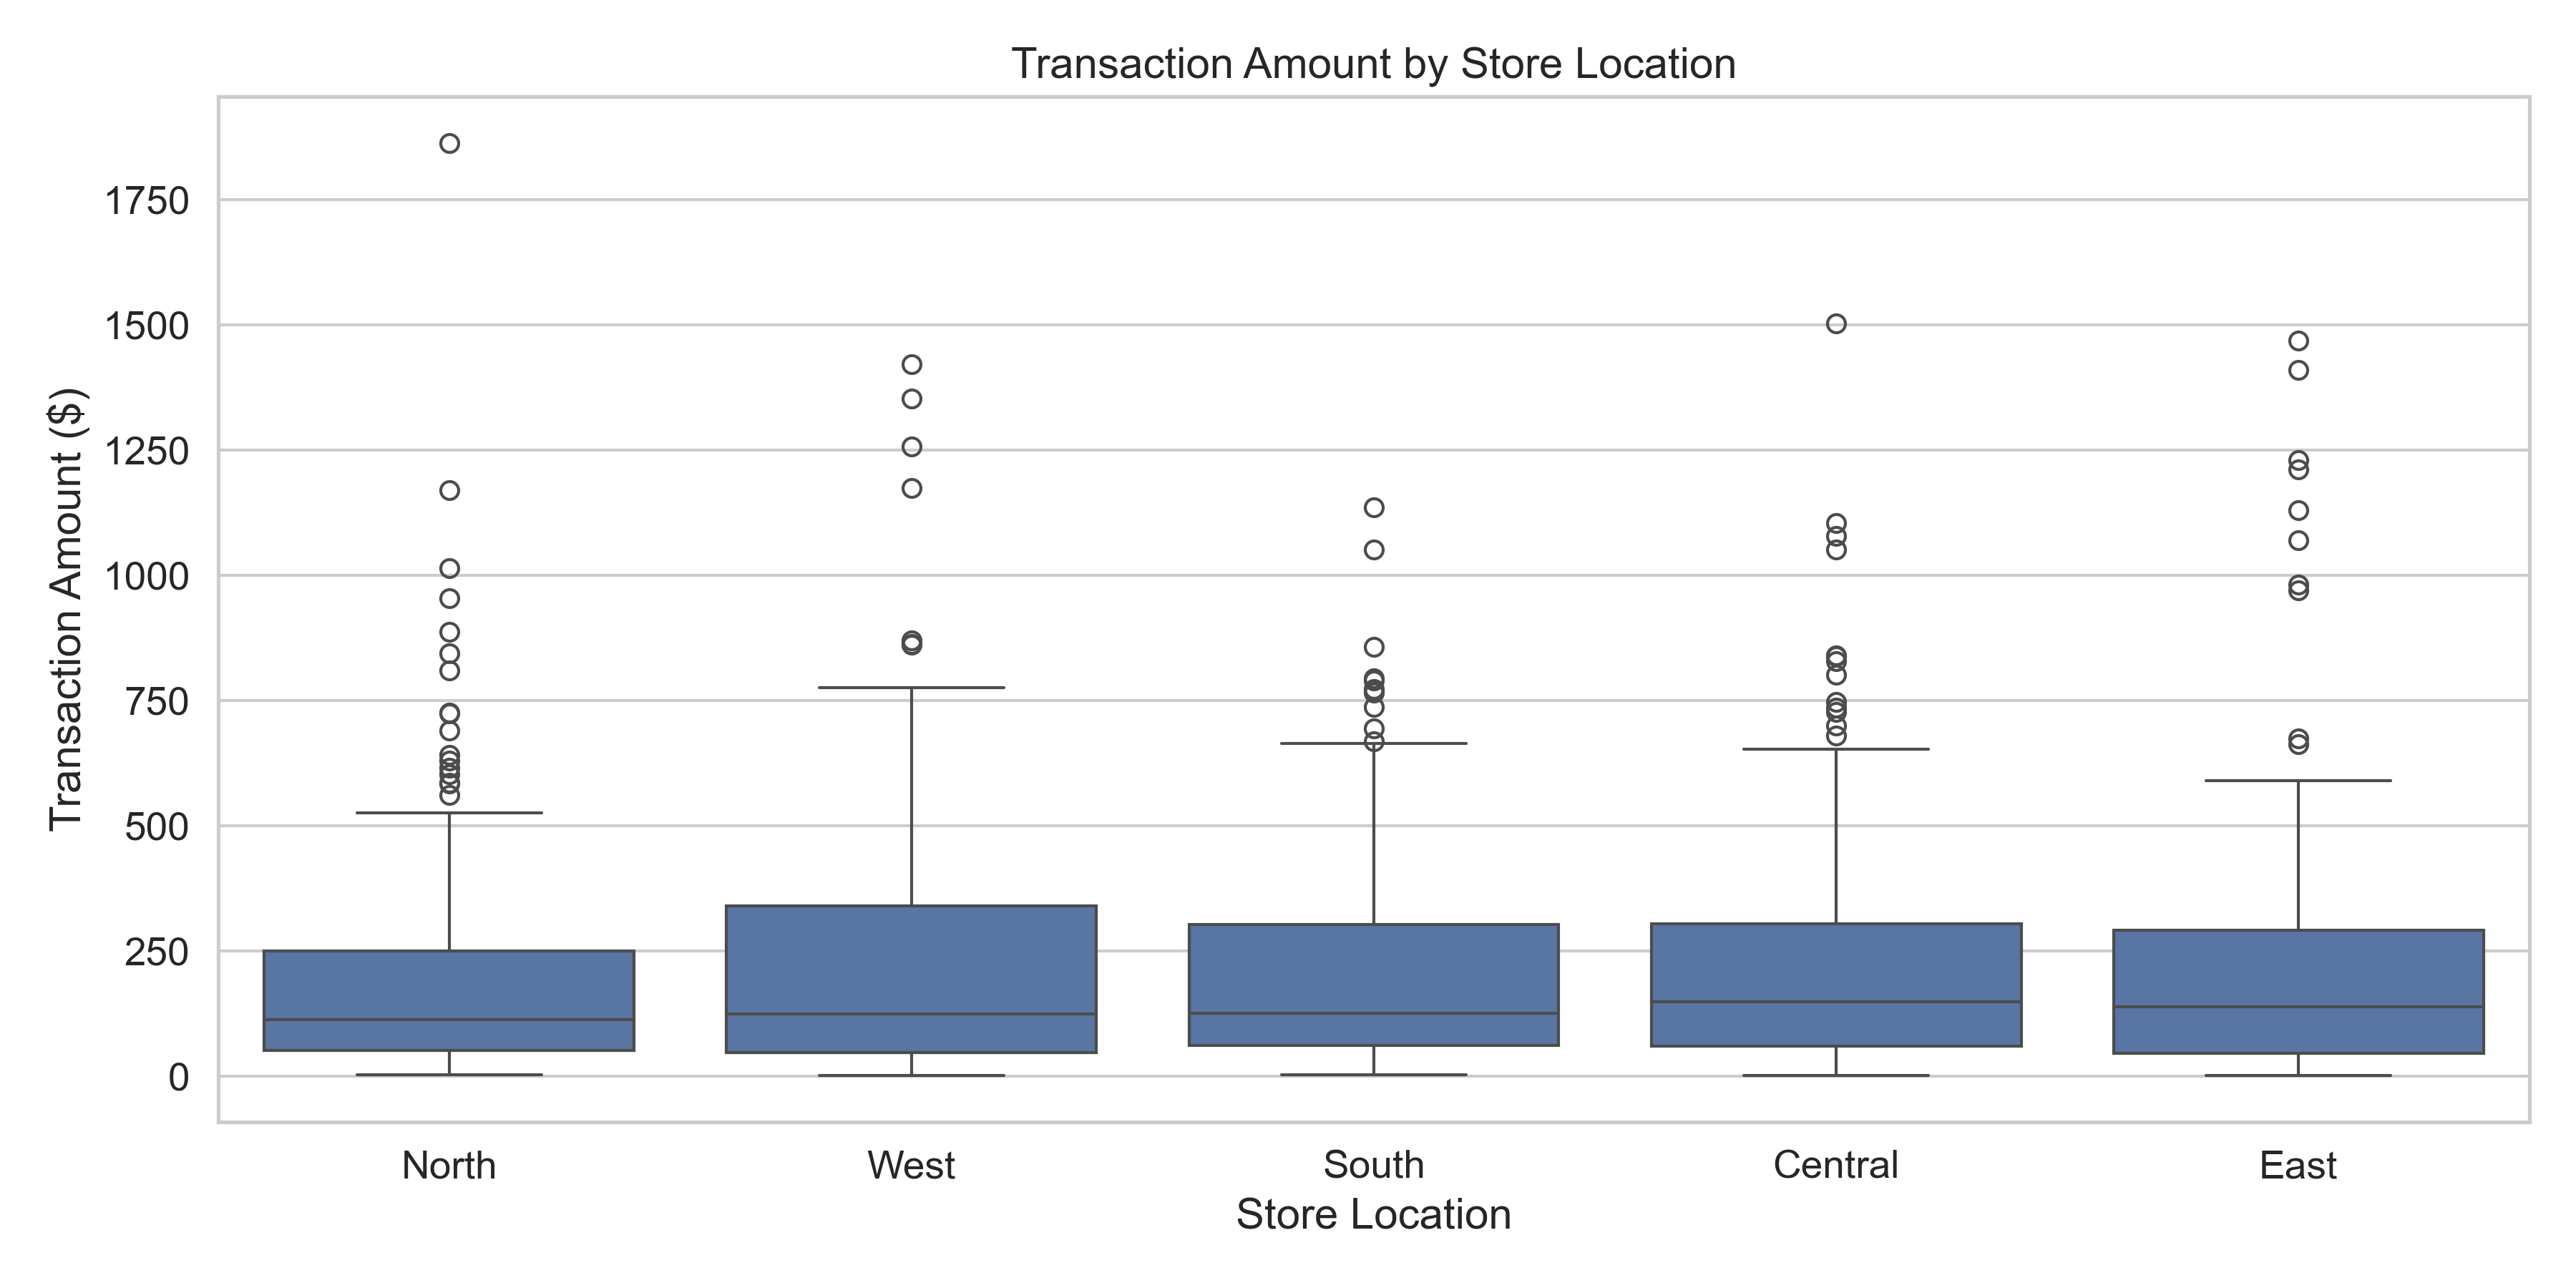 Transaction Amount by Store Location
Transaction Amount ($)
1750
1500
1250
1000
750
500
250
0
North West South Central East
Store Location